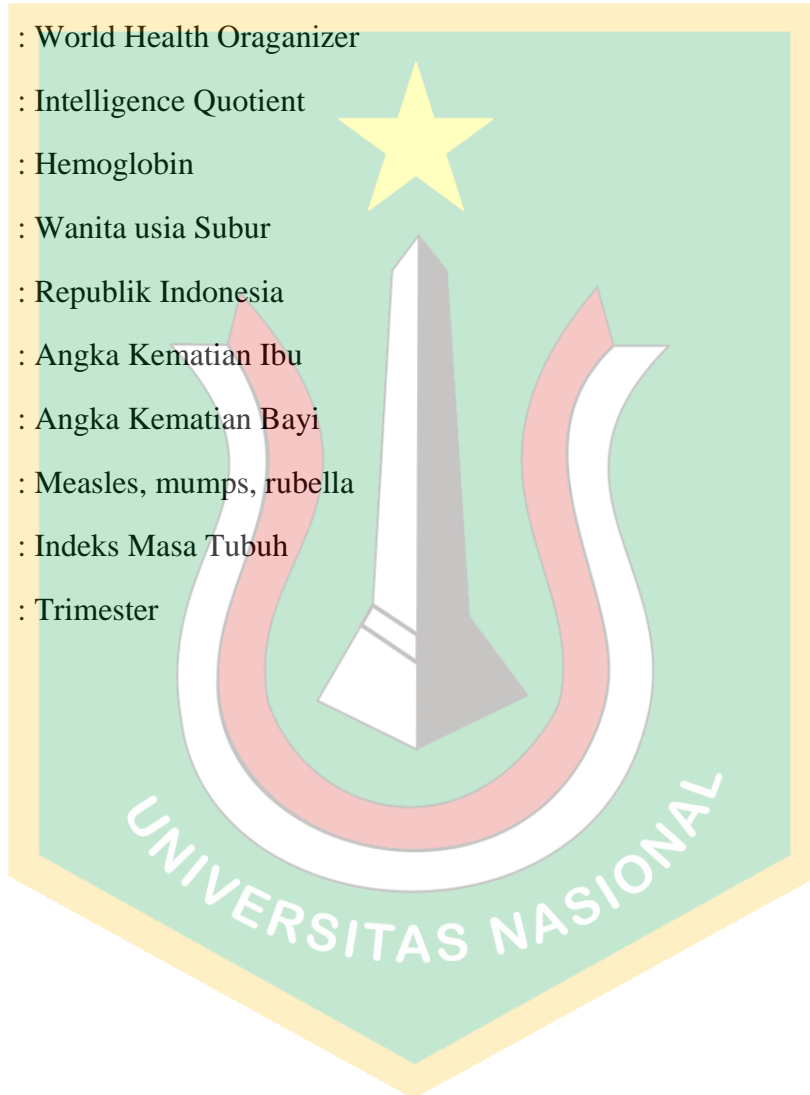 : World Health Oraganizer
: Intelligence Quotient
: Hemoglobin
: Wanita usia Subur
: Republik Indonesia
: Angka Kematian Ibu
: Angka Kematian Bayi
: Measles, mumps, rubella
: Indeks Masa Tubuh
: Trimester
UNIVERSITAS NASIONAL